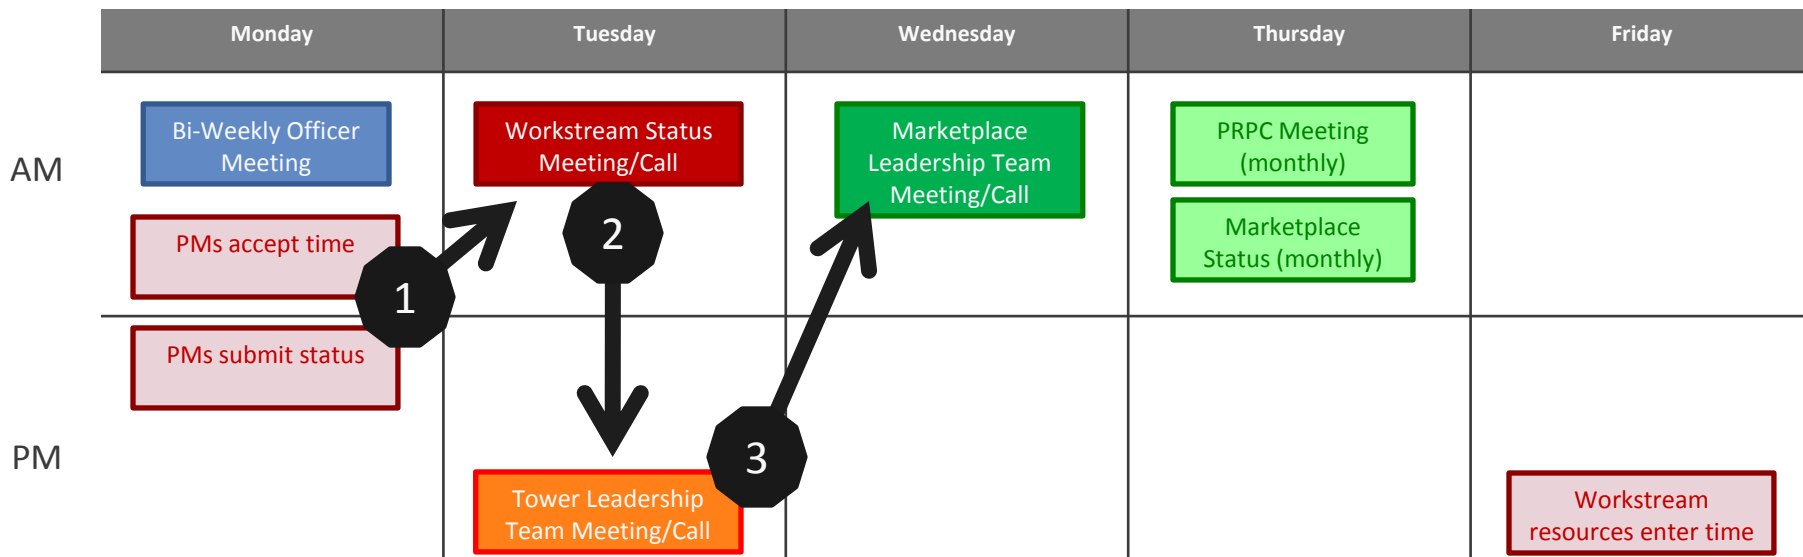 Monday
Tuesday
Wednesday
Thursday
Friday
AM
Bi-Weekly Officer
Meeting
Workstream Status
Meeting/Call
Marketplace
Leadership Team
Meeting/Call
PRPC Meeting
(monthly)
PMs accept time
1
2
Marketplace
Status (monthly)
PM
PMs submit status
3
Tower Leadership
Team Meeting/Call
Workstream
resources enter time